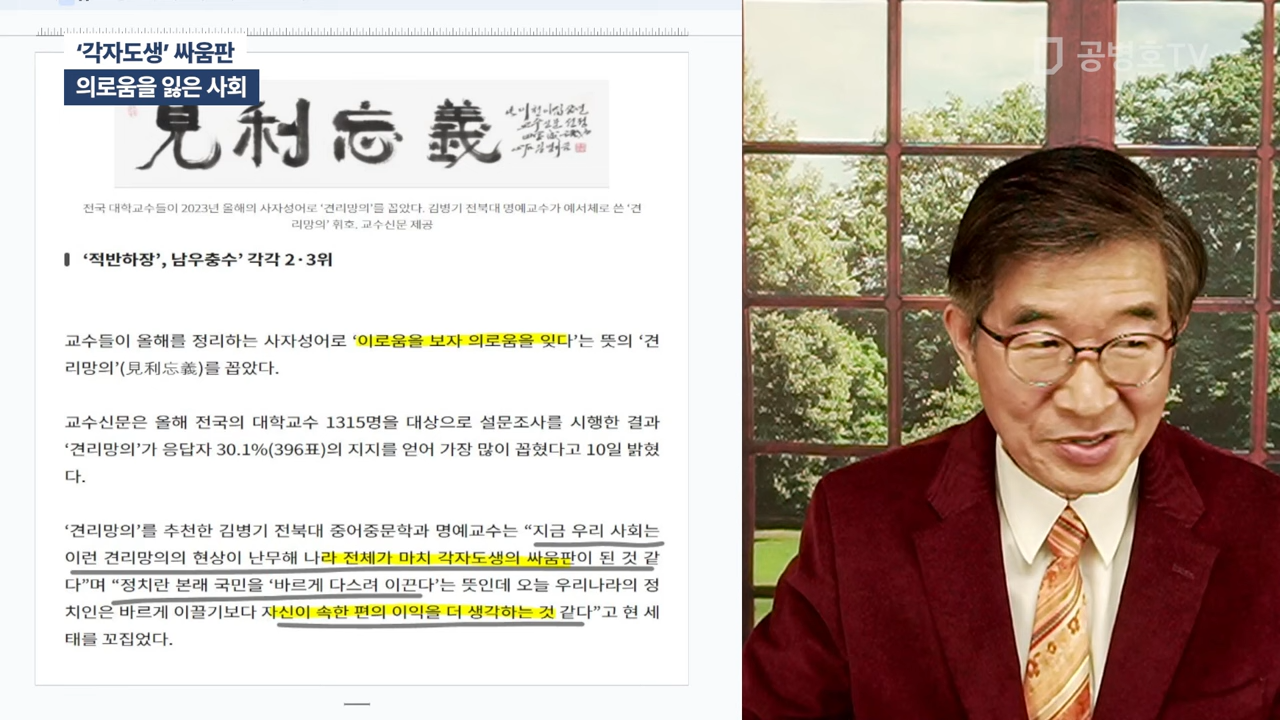 ‘각자도생’ 싸움판
의로움을 잃은 사회
공병호TV
見利忘義
전국 대학교수들이 2023년 올해의 사자성어로 ‘견리망의’를 꼽았다. 김병기 전북대 명예교수가 예서체로 쓴 ‘견
리망의’ 휘호. 교수신문 제공
‘적반하장’, 남우충수’ 각각 2·3위
교수들이 올해를 정리하는 사자성어로 ‘이로움을 보자 의로움을 잊다’는 뜻의 ‘견
리망의’(見利忘義)를 꼽았다.
교수신문은 올해 전국의 대학교수 1315명을 대상으로 설문조사를 시행한 결과
‘견리망의’가 응답자 30.1%(396표)의 지지를 얻어 가장 많이 꼽혔다고 10일 밝혔
다.
‘견리망의’를 추천한 김병기 전북대 중어중문학과 명예교수는 “지금 우리 사회는
이런 견리망의의 현상이 난무해 나라 전체가 마치 각자도생의 싸움판이 된 것 같
다”며 “정치란 본래 국민을 ‘바르게 다스려 이끈다’는 뜻인데 오늘 우리나라의 정
치인은 바르게 이끌기보다 자신이 속한 편의 이익을 더 생각하는 것 같다”고 현 세
태를 꼬집었다.